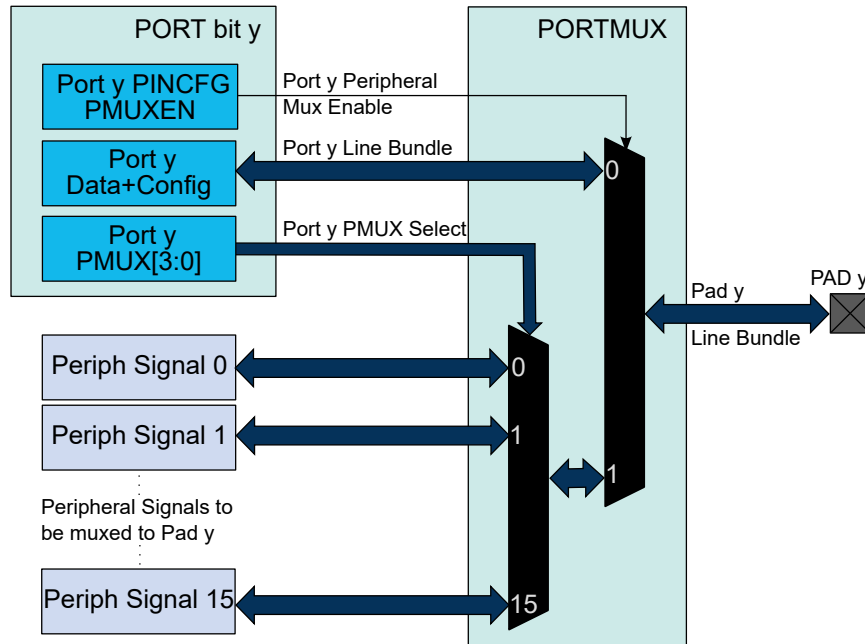 PORT bit y
PORTMUX
Port y PINCFG
PMUXEN
Port y Peripheral
Mux Enable
Port y
Data+Config
Port y Line Bundle
0
Port y
PMUX[3:0]
Port y PMUX Select
Pad y
Line Bundle
PAD y
Periph Signal 0
0
Periph Signal 1
1
1
Peripheral Signals to
be muxed to Pad y
Periph Signal 15
15